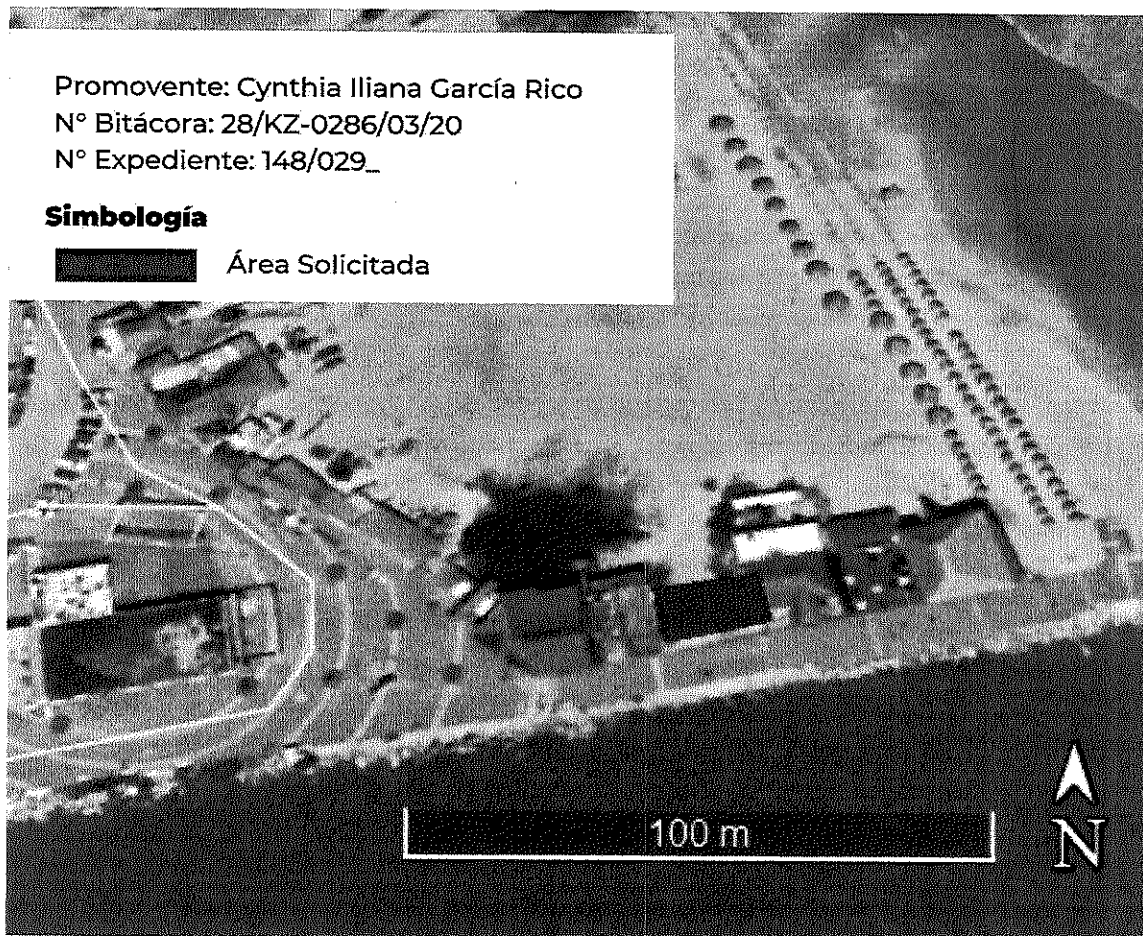 Promovente: Cynthia Iliana García Rico
N° Bitácora: 28/KZ-0286/03/20
N° Expediente: 148/029_
Simbología
Área Solicitada
100 m
N